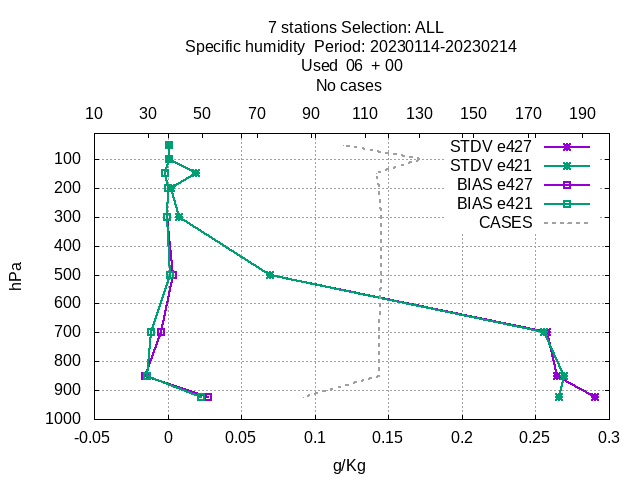 7 stations Selection: ALL
Specific humidity  Period: 20230114-20230214
Used  06  + 00
No cases
10 30 50 70 90 110 130 150 170 190
STDV e427
STDV e421
BIAS e427
BIAS e421
CASES
hPa
100
200
300
400
500
600
700
800
900
1000
-0.05 0 0.05 0.1 0.15 0.2 0.25 0.3
g/Kg